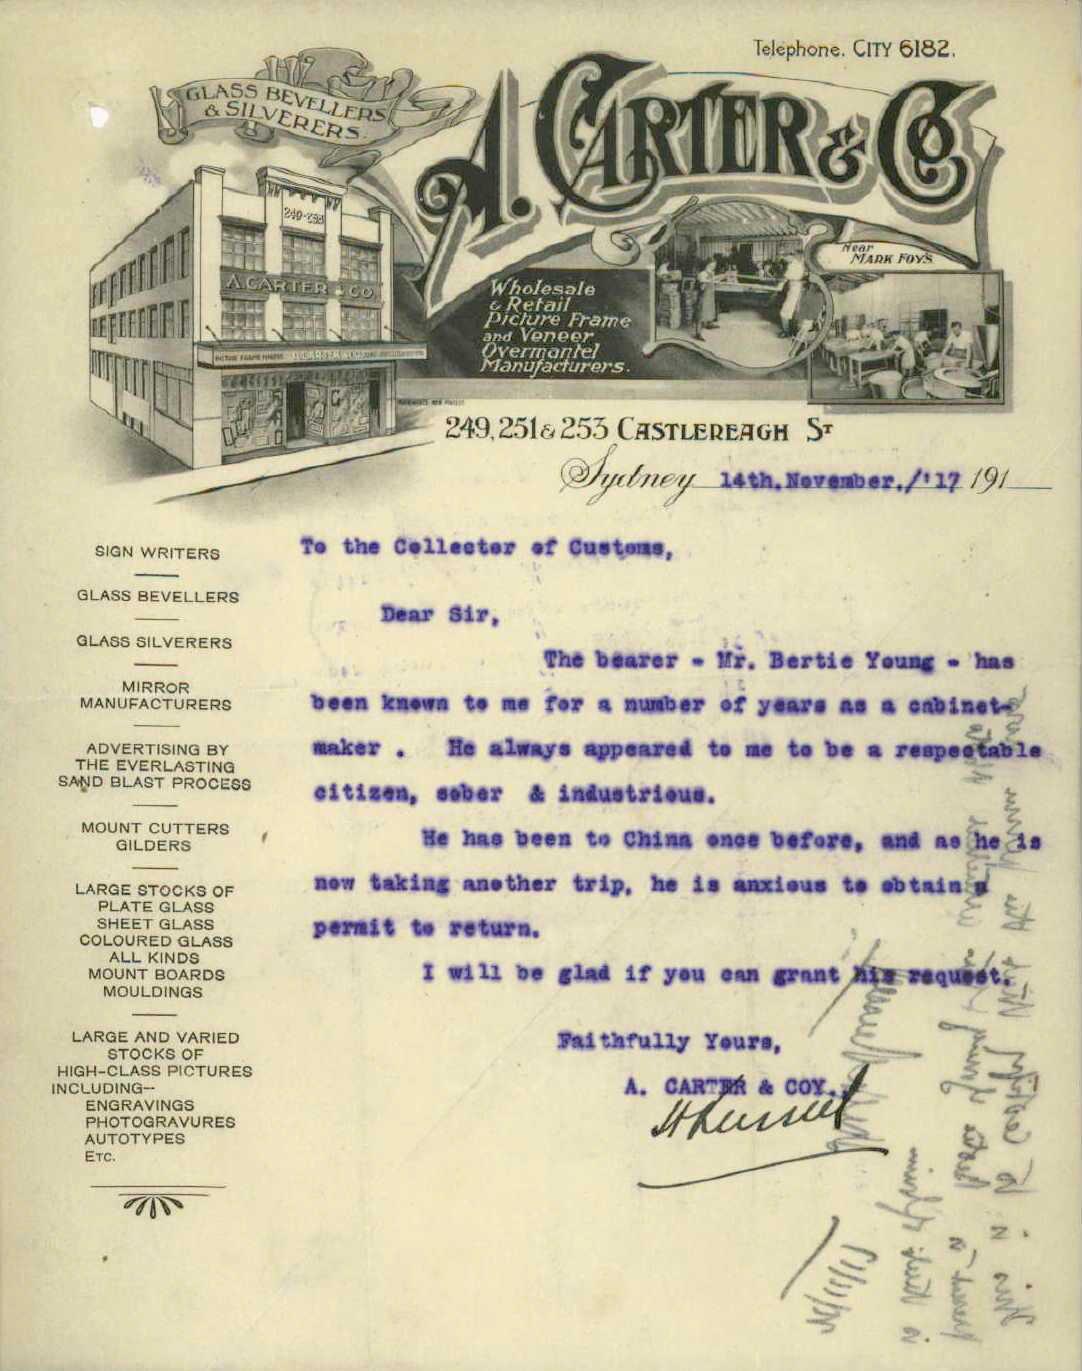 Telephone. CITY 6182.
GLASS BEVELLERS
& SILVERERS.
A. CARTER & CO
249-253
A CARTER & CO
Near
MARK FOY'S
Wholesale
& Retail
Picture Frame
and Veneer
Overmantel
Manufacturers.
249, 251 & 253 CASTLEREAGH ST
Sydney 14th.November./'17 191
SIGN WRITERS
GLASS BEVELLERS
GLASS SILVERERS
MIRROR
MANUFACTURERS
ADVERTISING BY
THE EVERLASTING
SAND BLAST PROCESS
MOUNT CUTTERS
GILDERS
LARGE STOCKS OF
PLATE GLASS
SHEET GLASS
COLOURED GLASS
ALL KINDS
MOUNT BOARDS
MOULDINGS
LARGE AND VARIED
STOCKS OF
HIGH-CLASS PICTURES
INCLUDING—
ENGRAVINGS
PHOTOGRAVURES
AUTOTYPES
ETC.
To the Collector of Customs,
Dear Sir,
The bearer - Mr. Bertie Young - has
been known to me for a number of years as a cabinet-
maker . He always appeared to me to be a respectable
citizen, sober & industrious.
He has been to China once before, and as he is
now taking another trip, he is anxious to obtain a
permit to return.
I will be glad if you can grant his request.
Faithfully Yours,
A. CARTER & COY.,